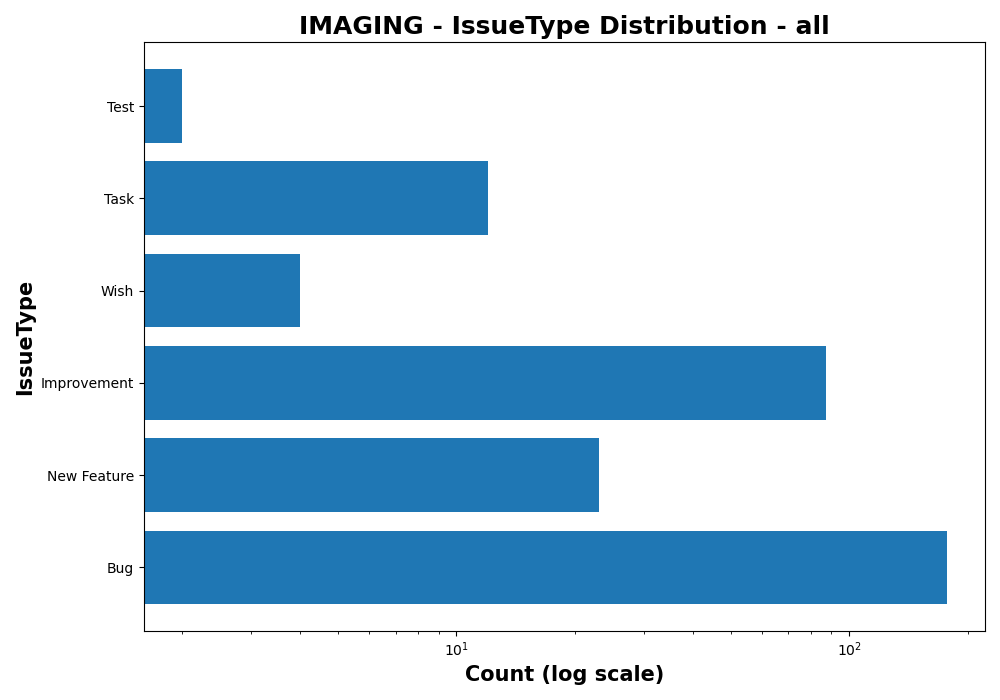 IMAGING - IssueType Distribution - all
IssueType
Test
Task
Wish
Improvement
New Feature
Bug
10¹ 10²
Count (log scale)